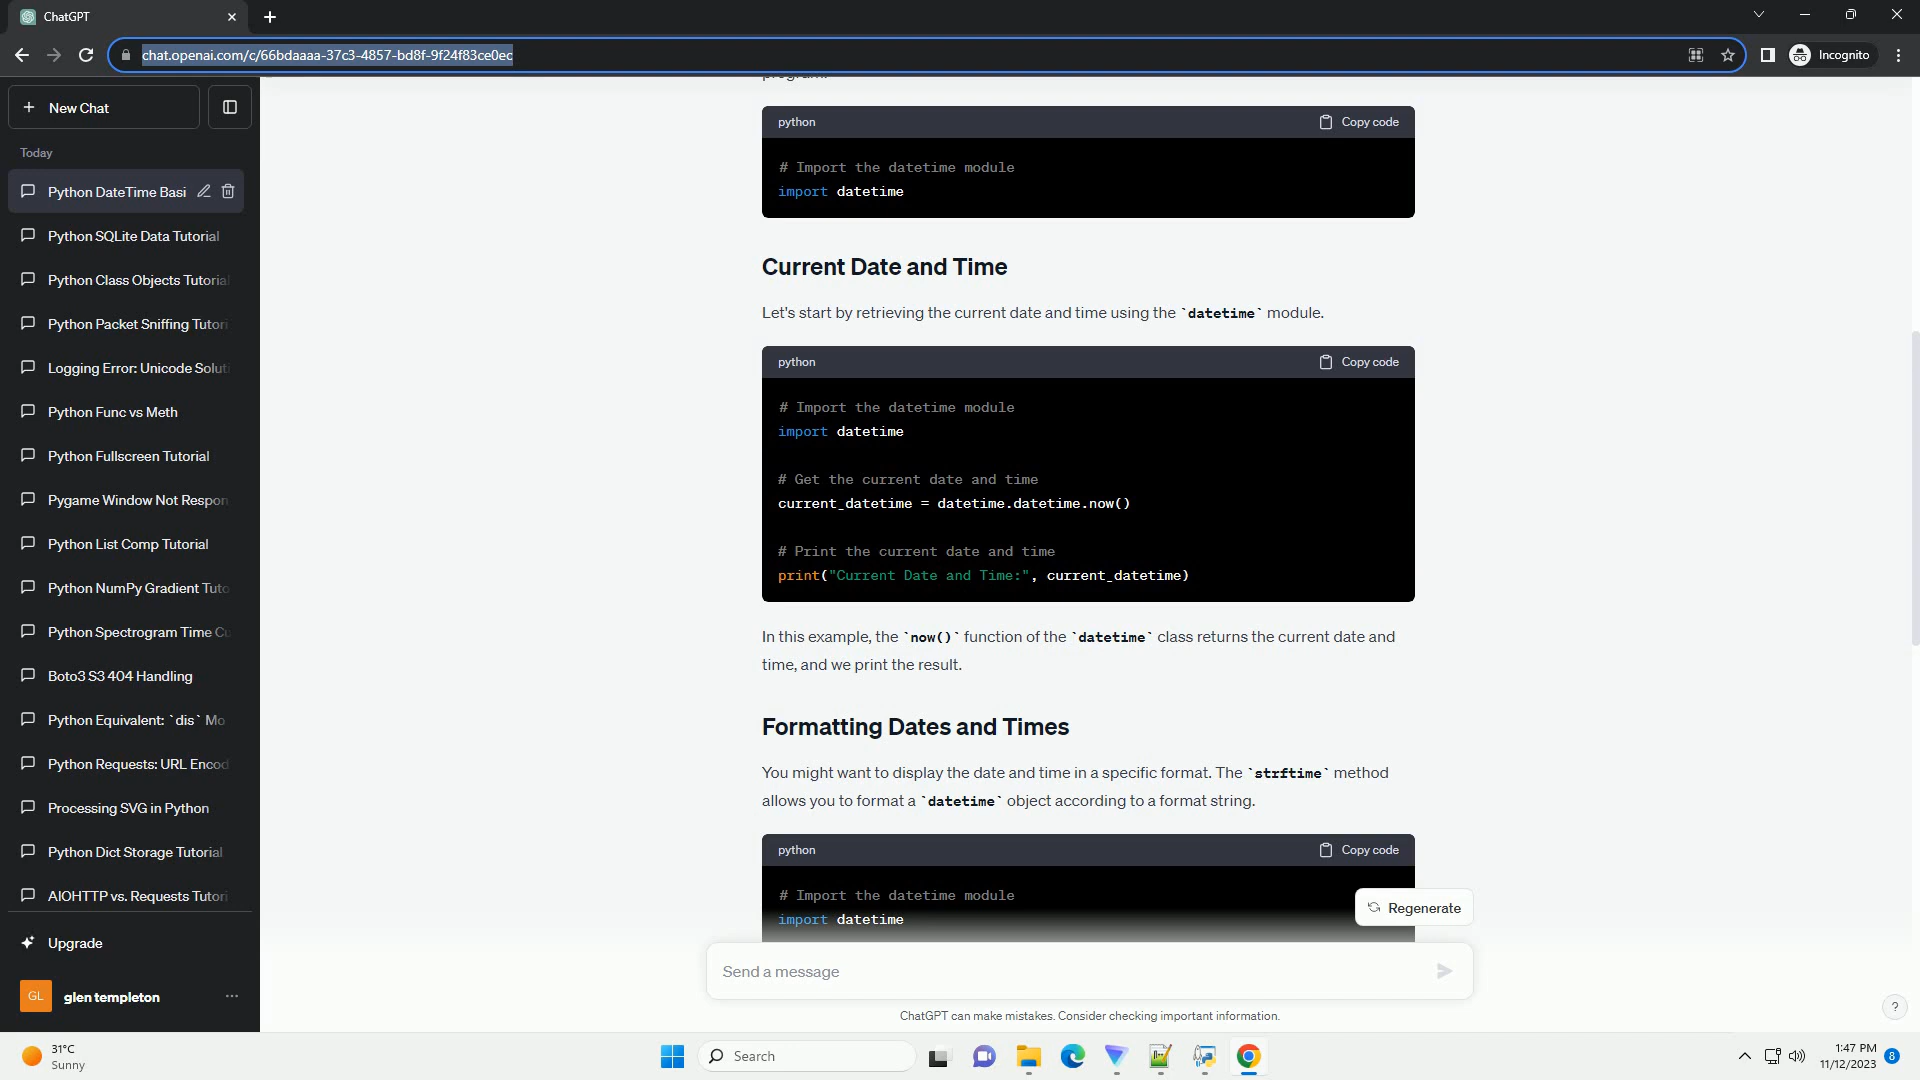 ChatGPT
chat.openai.com/c/66bdaaaa-37c3-4857-bd8f-9f24f83ce0ec
Incognito
New Chat
Today
Python DateTime Basi
Python SQLite Data Tutorial
Python Class Objects Tutorial
Python Packet Sniffing Tutori
Logging Error: Unicode Soluti
Python Func vs Meth
Python Fullscreen Tutorial
Pygame Window Not Respon
Python List Comp Tutorial
Python NumPy Gradient Tuto
Python Spectrogram Time Cu
Boto3 S3 404 Handling
Python Equivalent: `dis` Mo
Python Requests: URL Encod
Processing SVG in Python
Python Dict Storage Tutorial
AIOHTTP vs. Requests Tutori
Upgrade
GL glen templeton
program.
python Copy code
# Import the datetime module
import datetime
Current Date and Time
Let's start by retrieving the current date and time using the `datetime` module.
python Copy code
# Import the datetime module
import datetime
# Get the current date and time
current_datetime = datetime.datetime.now()
# Print the current date and time
print("Current Date and Time:", current_datetime)
In this example, the `now()` function of the `datetime` class returns the current date and
time, and we print the result.
Formatting Dates and Times
You might want to display the date and time in a specific format. The `strftime` method
allows you to format a `datetime` object according to a format string.
python Copy code
# Import the datetime module
import datetime
Regenerate
Send a message
ChatGPT can make mistakes. Consider checking important information.
?
31°C
Sunny
Search
1:47 PM
11/12/2023
8